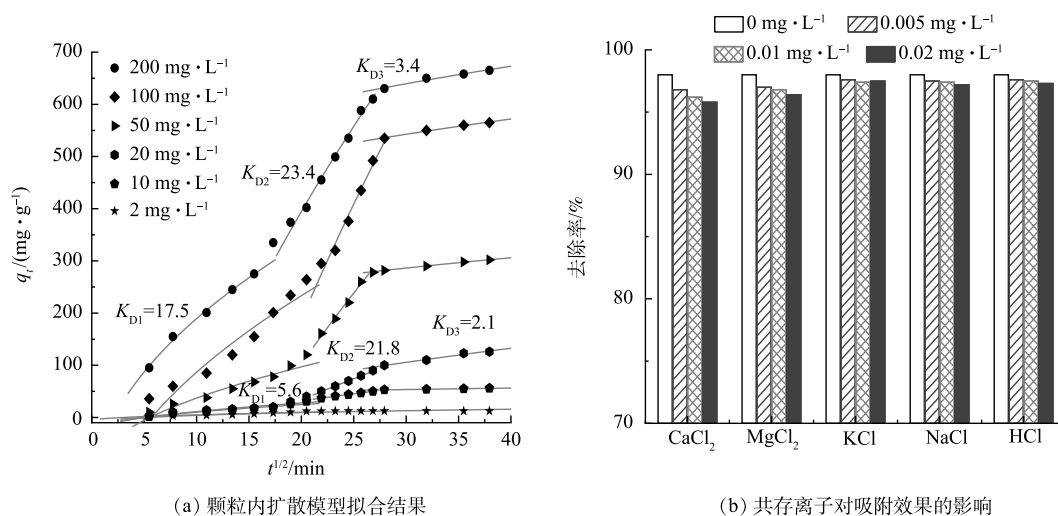 700
600
500
400
300
200
100
0
q_t/(mg·g⁻¹)
200 mg·L⁻¹
100 mg·L⁻¹
50 mg·L⁻¹
20 mg·L⁻¹
10 mg·L⁻¹
2 mg·L⁻¹
K_D3=3.4
K_D2=23.4
K_D1=17.5
K_D3=2.1
K_D2=21.8
K_D1=5.6
0 5 10 15 20 25 30 35 40
t^1/2/min
(a) 颗粒内扩散模型拟合结果
0 mg·L⁻¹ 0.005 mg·L⁻¹
0.01 mg·L⁻¹ 0.02 mg·L⁻¹
100
90
80
70
去除率/%
CaCl₂ MgCl₂ KCl NaCl HCl
(b) 共存离子对吸附效果的影响